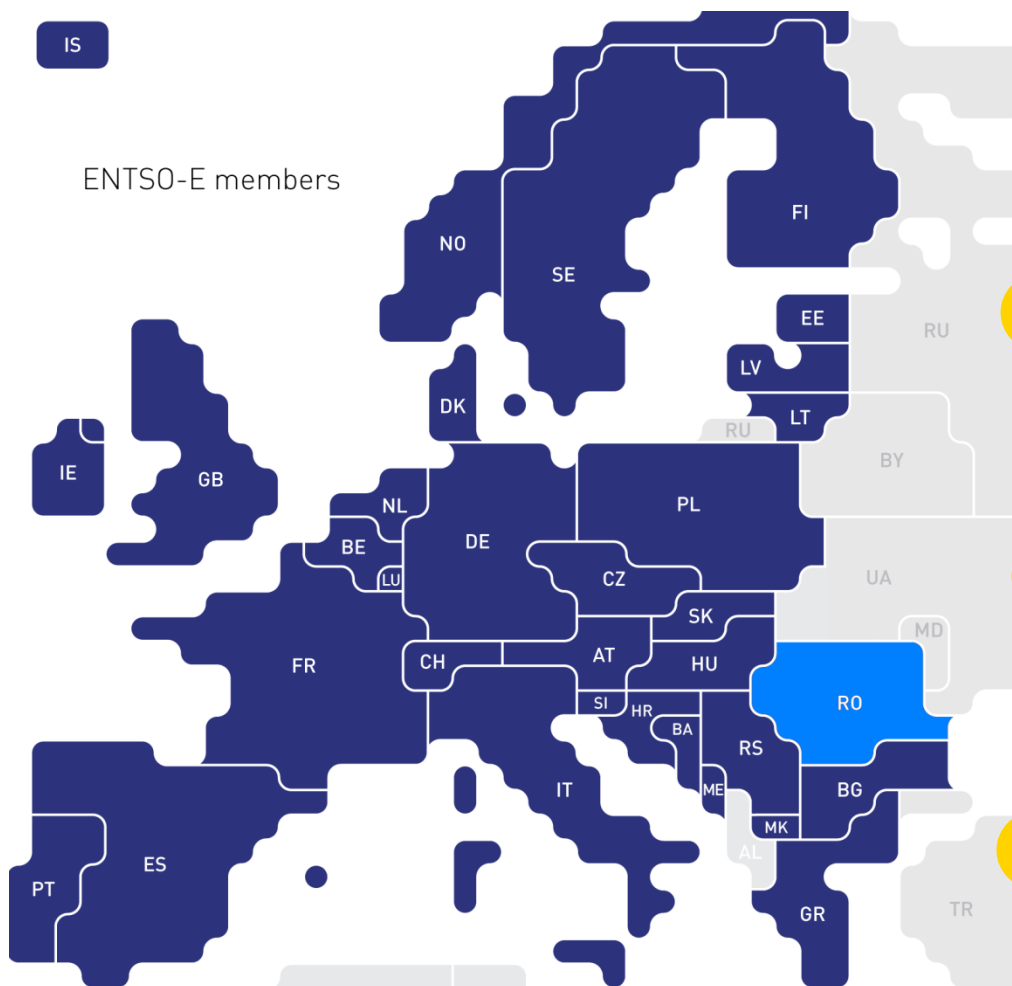 IS
ENTSO-E members
FI
NO
SE
EE
RU
LV
DK
LT
RU
BY
IE
GB
NL
PL
BE
DE
CZ
UA
LU
SK
MD
FR
CH
AT
HU
SI
HR
RO
BA
RS
IT
ME
BG
MK
AL
ES
PT
GR
TR